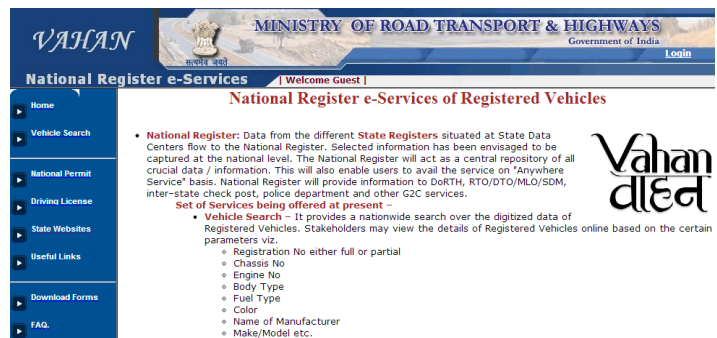 VAHAN
MINISTRY OF ROAD TRANSPORT & HIGHWAYS
Government of India
सत्यमेव जयते
Login
National Register e-Services
| Welcome Guest |
Home
Vehicle Search
National Permit
Driving License
State Websites
Useful Links
Download Forms
FAQ.
National Register e-Services of Registered Vehicles
• National Register: Data from the different State Registers situated at State Data
Centers flow to the National Register. Selected information has been envisaged to be
captured at the national level. The National Register will act as a central repository of all
crucial data / information. This will also enable users to avail the service on "Anywhere
Service" basis. National Register will provide information to DoRTH, RTO/DTO/MLO/SDM,
inter-state check post, police department and other G2C services.
Vahan
वाहन
Set of Services being offered at present –
• Vehicle Search – It provides a nationwide search over the digitized data of
Registered Vehicles. Stakeholders may view the details of Registered Vehicles online based on the certain
parameters viz.
◦ Registration No either full or partial
◦ Chassis No
◦ Engine No
◦ Body Type
◦ Fuel Type
◦ Color
◦ Name of Manufacturer
◦ Make/Model etc.